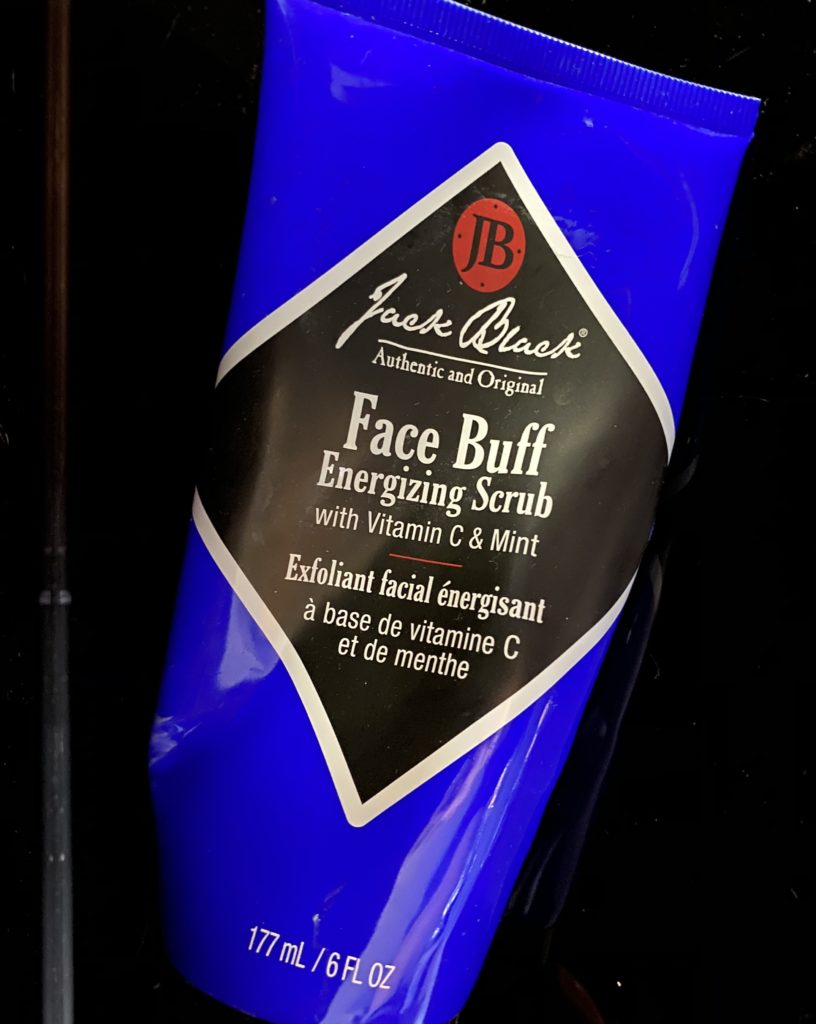 JB
Jack Black®
Authentic and Original
Face Buff
Energizing Scrub
with Vitamin C & Mint
Exfoliant facial énergisant
à base de vitamine C
et de menthe
177 mL / 6 FL OZ